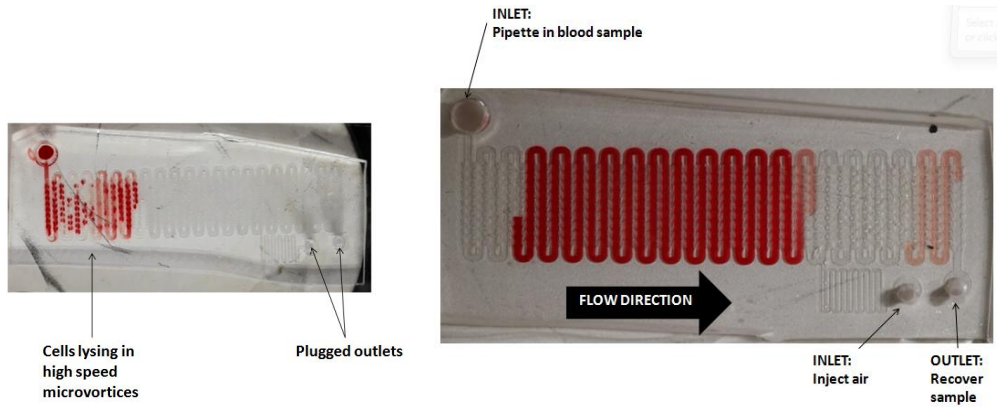 INLET:
Pipette in blood sample
Cells lysing in
high speed
microvortices
Plugged outlets
FLOW DIRECTION
INLET:
Inject air
OUTLET:
Recover
sample